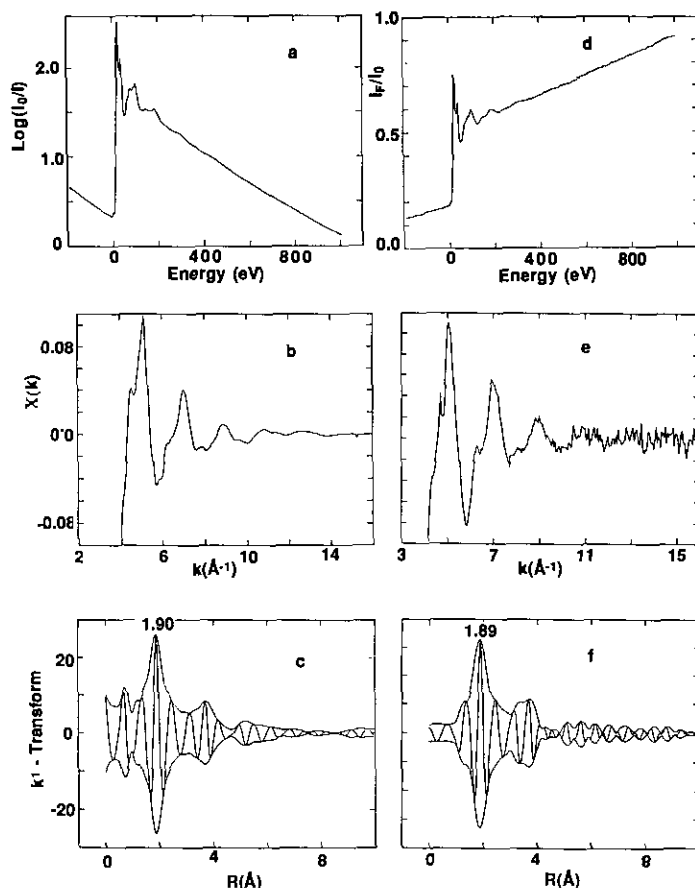 a
Log(I₀/I)
2.0
1.0
0
0 400 800
Energy (eV)
d
I_F/I₀
1.0
0.5
0.0
0 400 800
Energy (eV)
b
X(k)
0.08
0.0
-0.08
2 6 10 14
k(Å⁻¹)
e
3 7 11 15
k(Å⁻¹)
1.90
c
k¹ - Transform
20
0
-20
0 4 8
R(Å)
1.89
f
0 4 8
R(Å)